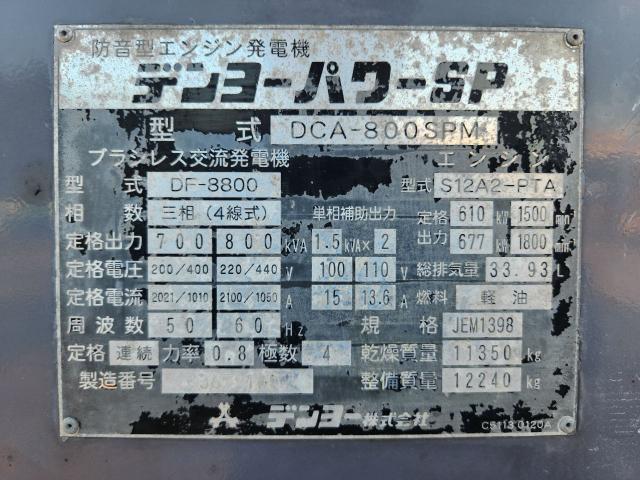 防音型エンジン発電機
デンヨーパワーSP
型式 DCA-800SPM
ブラシレス交流発電機 エンジン
型式 DF-3800 型式 S12A2-PTA
相数 三相(4線式) 単相補助出力 定格 610 kW 1500 min⁻¹
定格出力 700 800 kVA 1.5 kVA×2 出力 677 kW 1800 min⁻¹
定格電圧 200/400 220/440 V 100 110 V 総排気量 33.93 L
定格電流 2021/1010 2100/1050 A 15 13.6 A 燃料 軽油
周波数 50 60 Hz 規格 JEM1398
定格 連続 力率 0.8 極数 4 乾燥質量 11350 kg
製造番号 整備質量 12240 kg
デンヨー株式会社
C5113 0120A